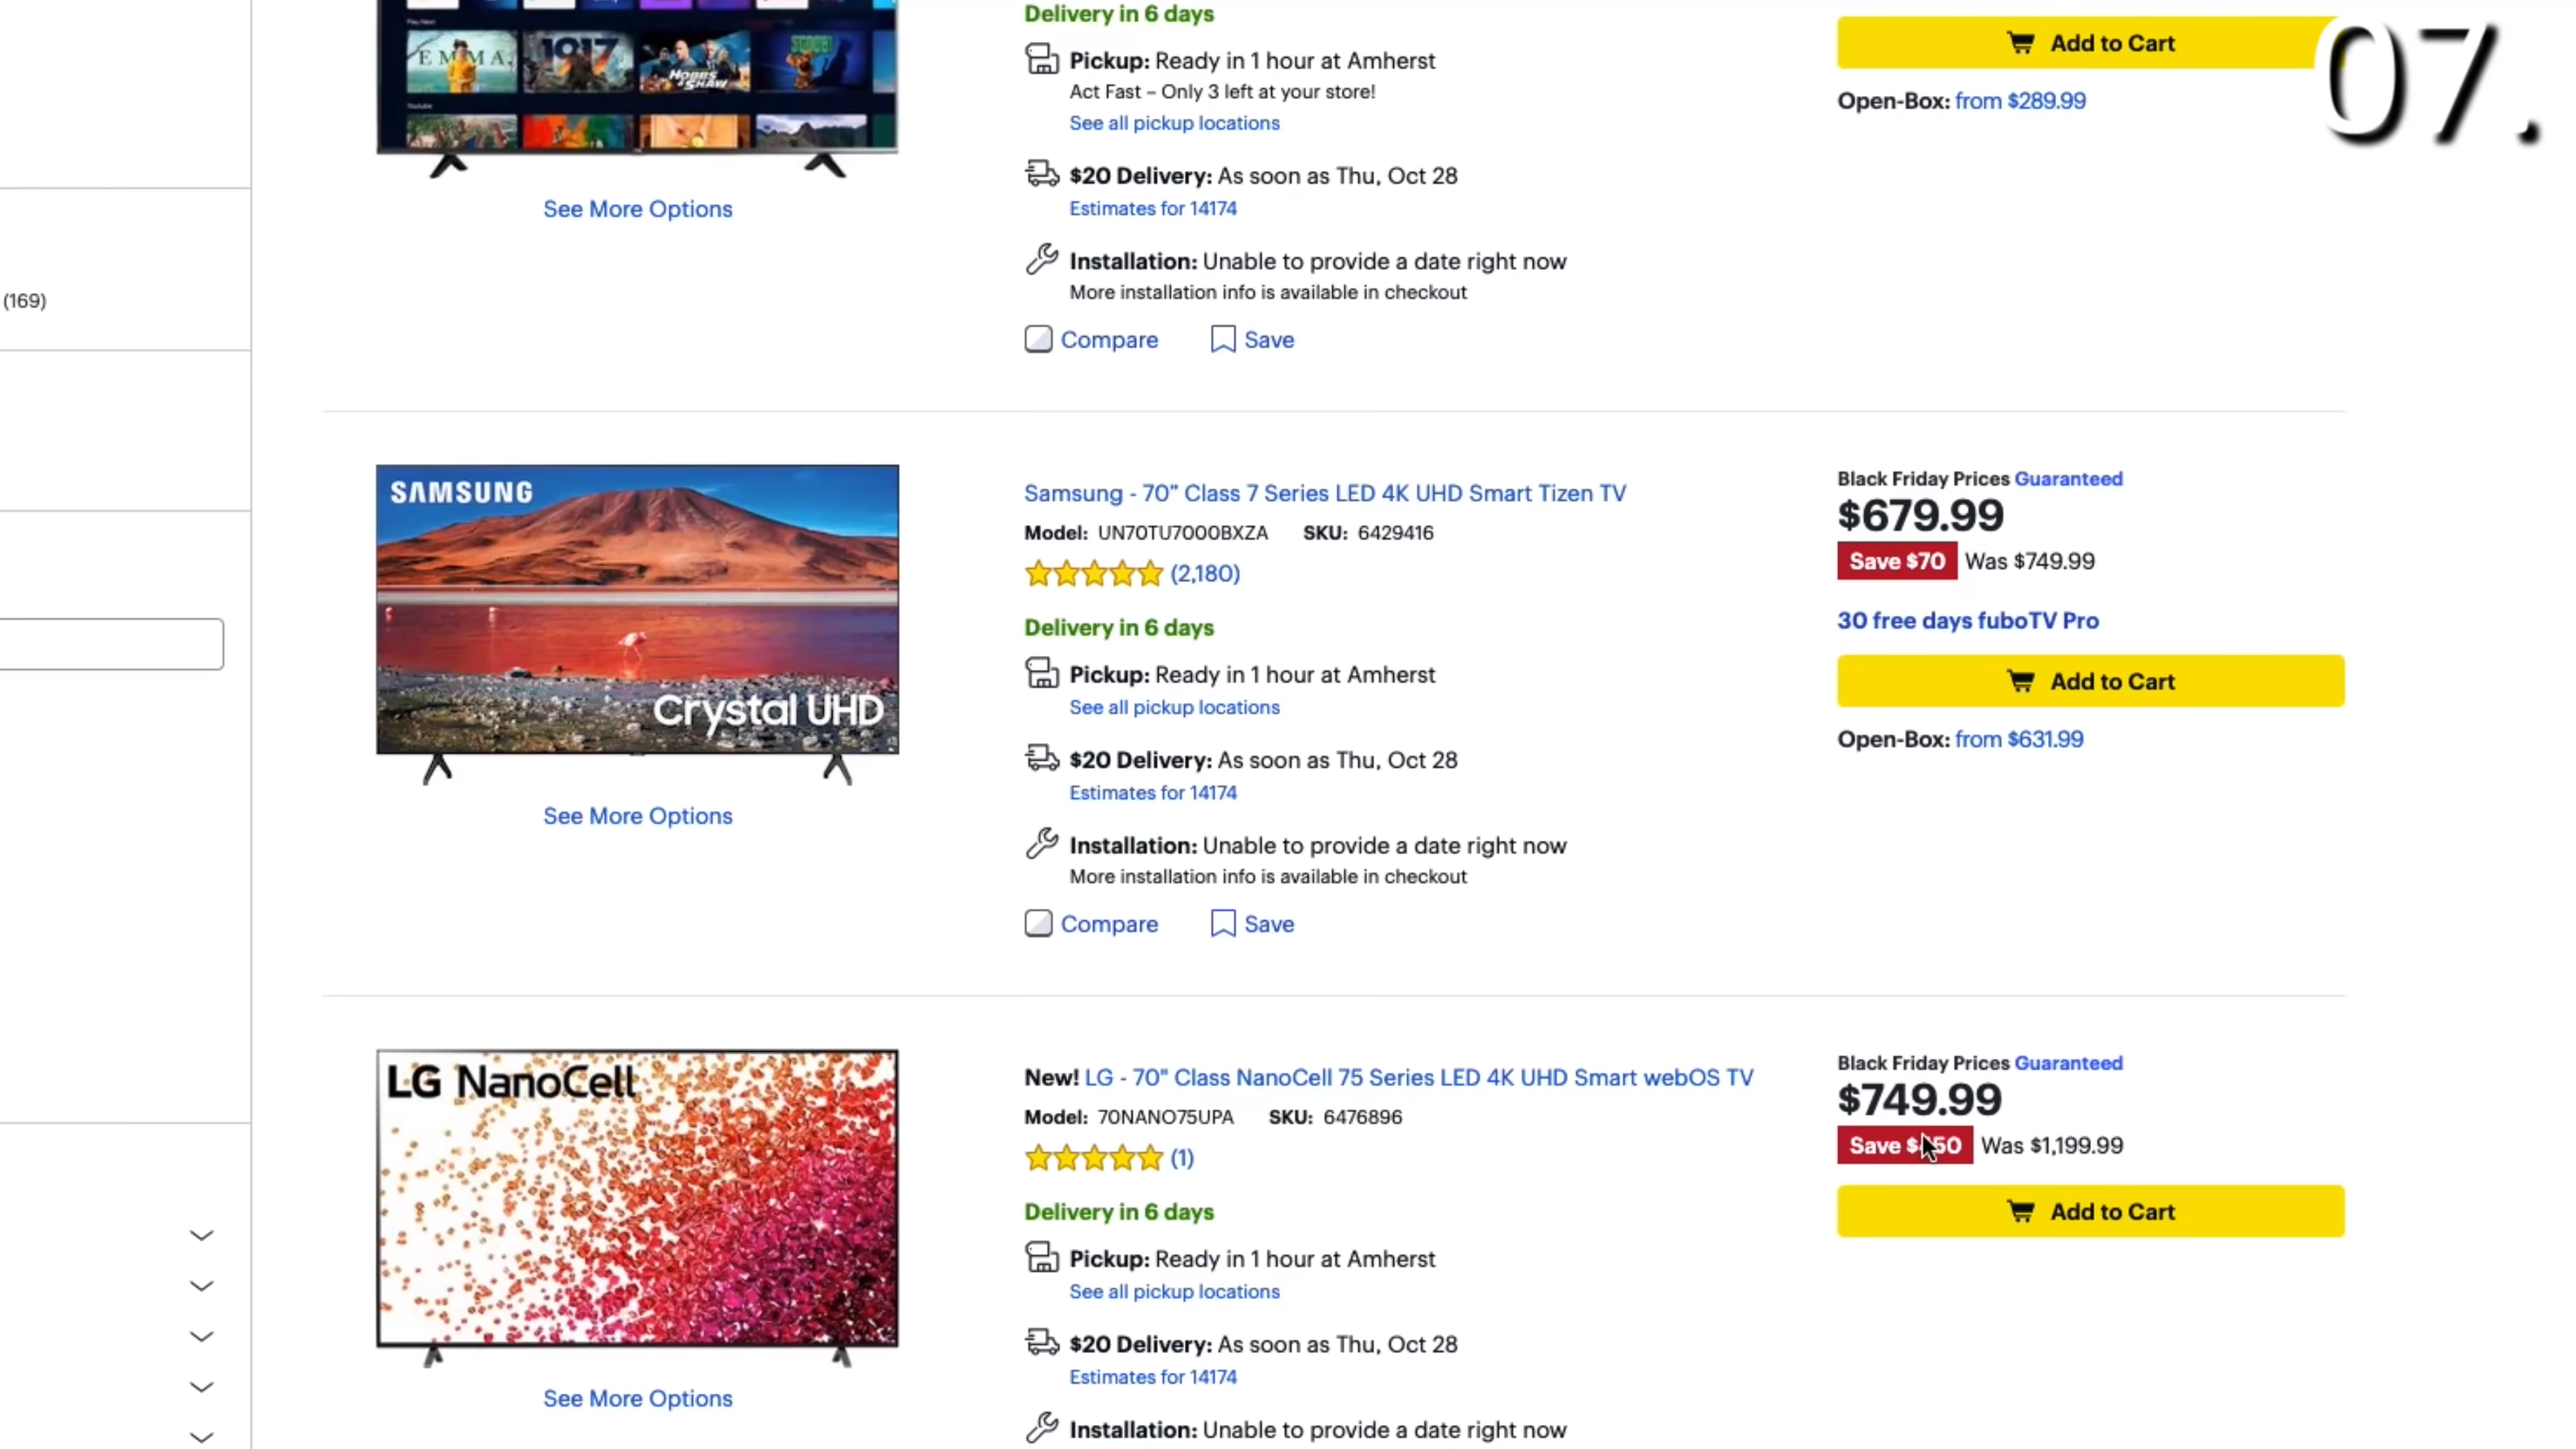 Delivery in 6 days
Add to Cart
07.
EMMA.
1917
HOBBS & SHAW
SCOOB!
Pickup: Ready in 1 hour at Amherst
Act Fast – Only 3 left at your store!
See all pickup locations
Open-Box: from $289.99
$20 Delivery: As soon as Thu, Oct 28
Estimates for 14174
See More Options
Installation: Unable to provide a date right now
More installation info is available in checkout
(169)
Compare Save
SAMSUNG
Crystal UHD
See More Options
Samsung - 70" Class 7 Series LED 4K UHD Smart Tizen TV
Model: UN70TU7000BXZA SKU: 6429416
(2,180)
Delivery in 6 days
Pickup: Ready in 1 hour at Amherst
See all pickup locations
$20 Delivery: As soon as Thu, Oct 28
Estimates for 14174
Installation: Unable to provide a date right now
More installation info is available in checkout
Compare Save
Black Friday Prices Guaranteed
$679.99
Save $70 Was $749.99
30 free days fuboTV Pro
Add to Cart
Open-Box: from $631.99
LG NanoCell
See More Options
New! LG - 70" Class NanoCell 75 Series LED 4K UHD Smart webOS TV
Model: 70NANO75UPA SKU: 6476896
(1)
Delivery in 6 days
Pickup: Ready in 1 hour at Amherst
See all pickup locations
$20 Delivery: As soon as Thu, Oct 28
Estimates for 14174
Installation: Unable to provide a date right now
Black Friday Prices Guaranteed
$749.99
Save Was $1,199.99
Add to Cart